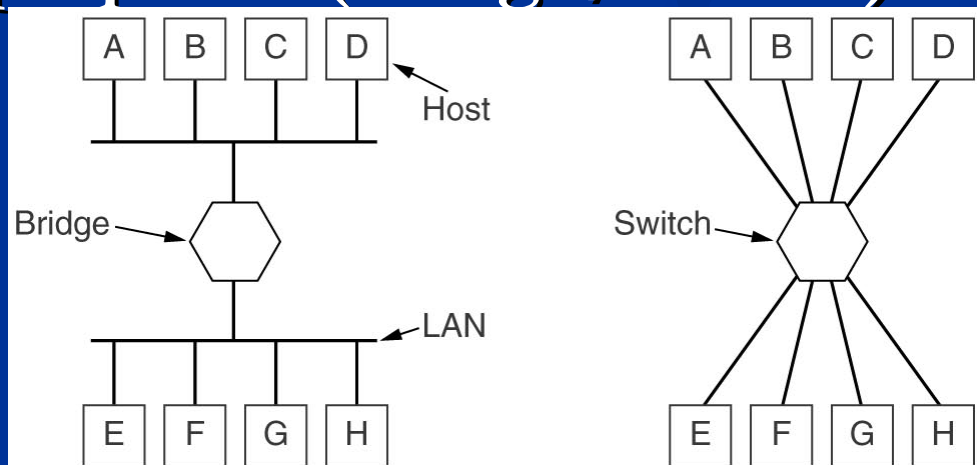 A B C D
Host
Bridge
LAN
E F G H
A B C D
Switch
E F G H